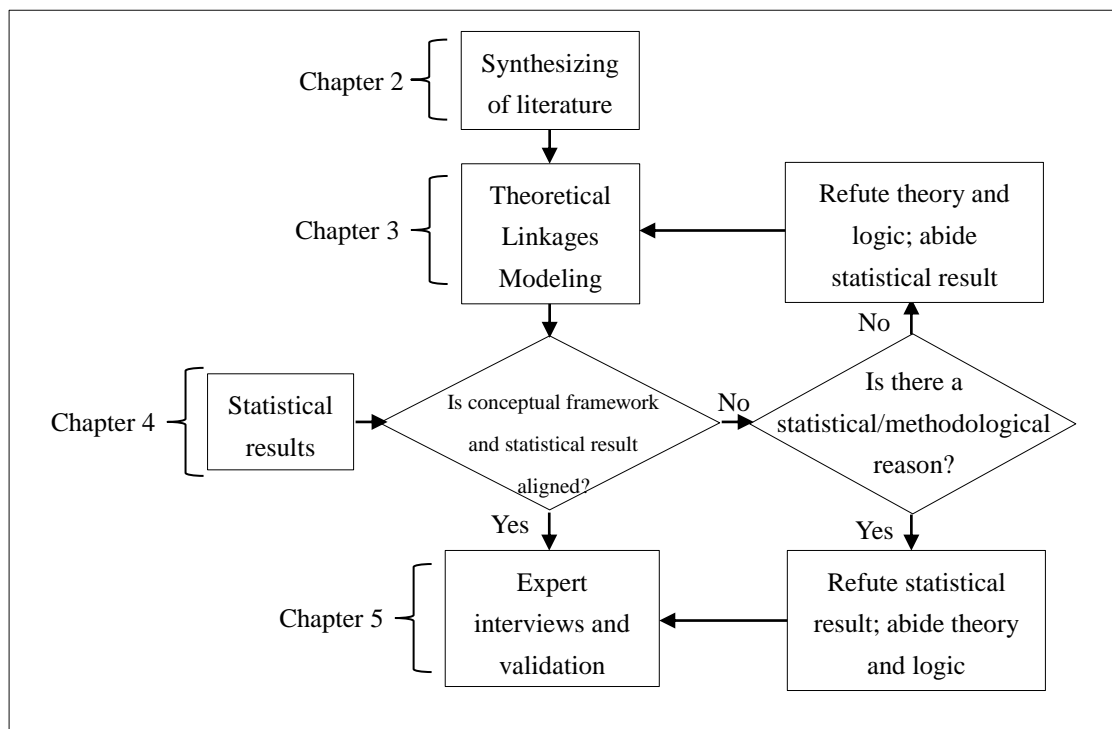 Chapter 2
Synthesizing
of literature
Chapter 3
Theoretical
Linkages
Modeling
Refute theory and
logic; abide
statistical result
No
Chapter 4
Statistical
results
Is conceptual framework
and statistical result
aligned?
No
Is there a
statistical/methodological
reason?
Yes
Yes
Chapter 5
Expert
interviews and
validation
Refute statistical
result; abide theory
and logic